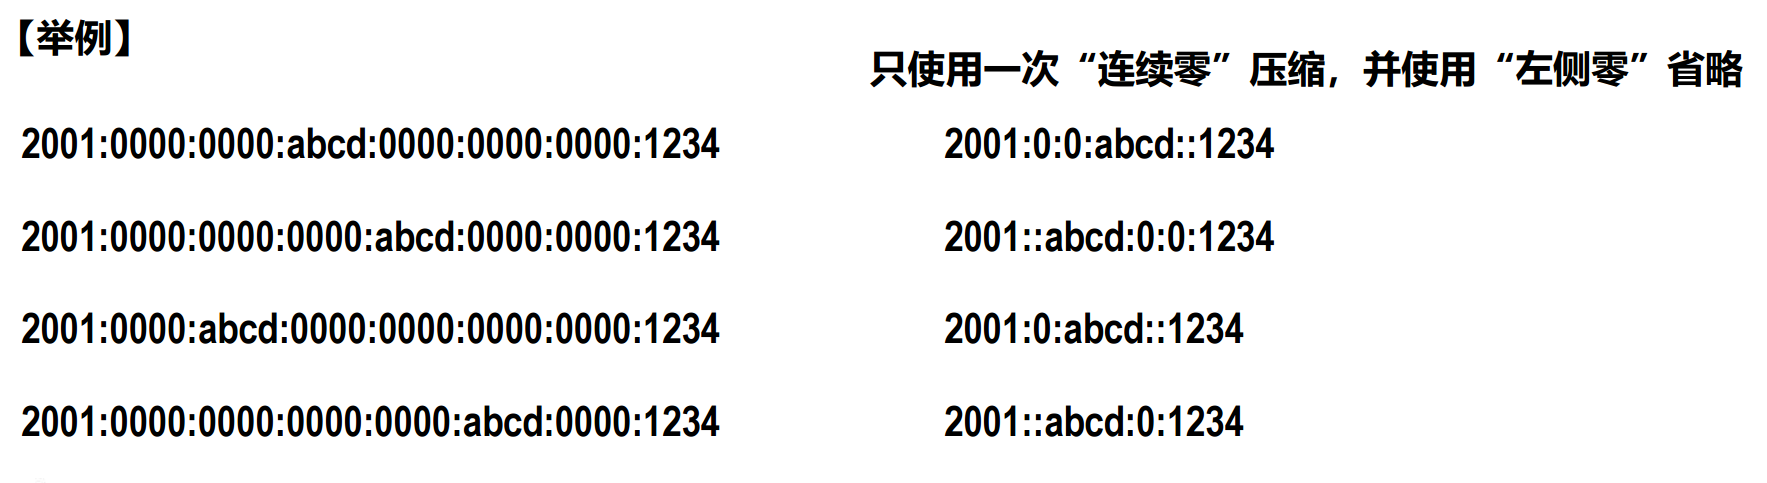 【举例】
只使用一次“连续零”压缩，并使用“左侧零”省略
2001:0000:0000:abcd:0000:0000:0000:1234 2001:0:0:abcd::1234
2001:0000:0000:0000:abcd:0000:0000:1234 2001::abcd:0:0:1234
2001:0000:abcd:0000:0000:0000:0000:1234 2001:0:abcd::1234
2001:0000:0000:0000:0000:abcd:0000:1234 2001::abcd:0:1234